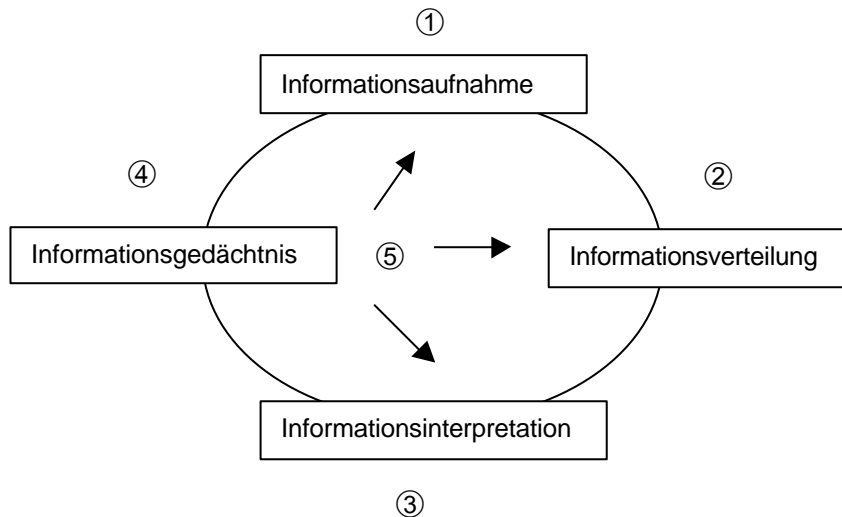 ①
Informationsaufnahme
④
②
Informationsgedächtnis
⑤
Informationsverteilung
Informationsinterpretation
③